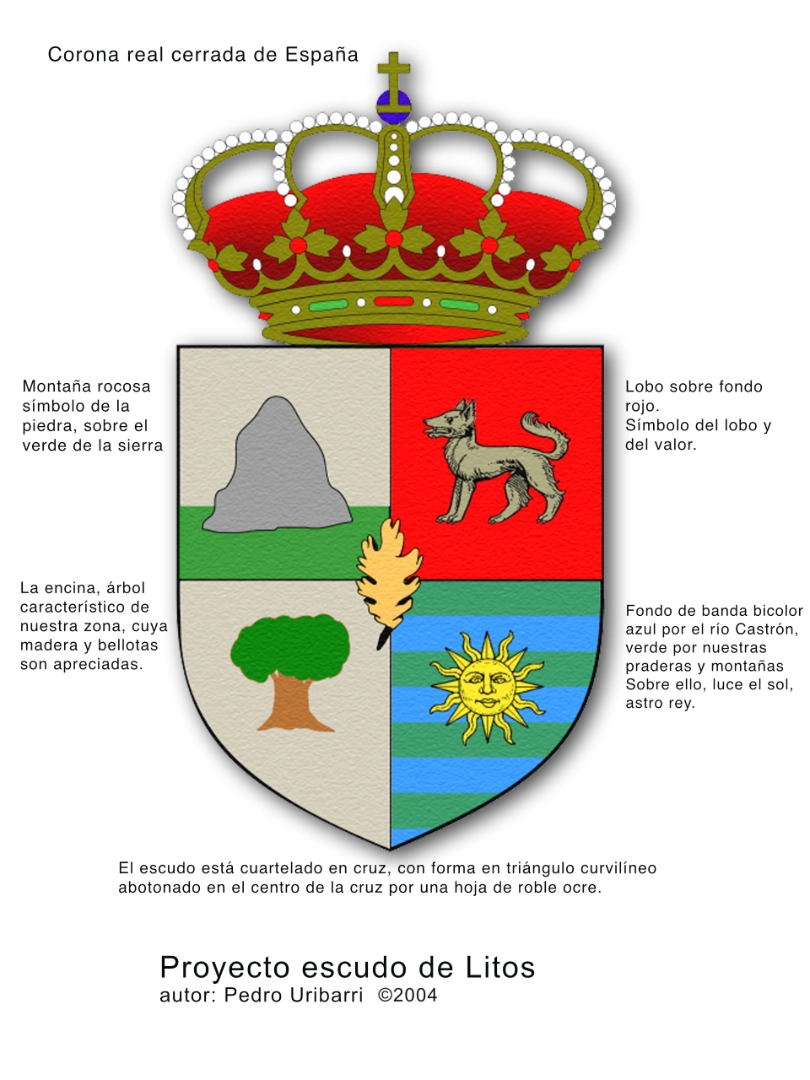 Corona real cerrada de España
Montaña rocosa
símbolo de la
piedra, sobre el
verde de la sierra
Lobo sobre fondo
rojo.
Símbolo del lobo y
del valor.
La encina, árbol
característico de
nuestra zona, cuya
madera y bellotas
son apreciadas.
Fondo de banda bicolor
azul por el río Castrón,
verde por nuestras
praderas y montañas
Sobre ello, luce el sol,
astro rey.
El escudo está cuartelado en cruz, con forma en triángulo curvilíneo
abotonado en el centro de la cruz por una hoja de roble ocre.
Proyecto escudo de Litos
autor: Pedro Uribarri ©2004